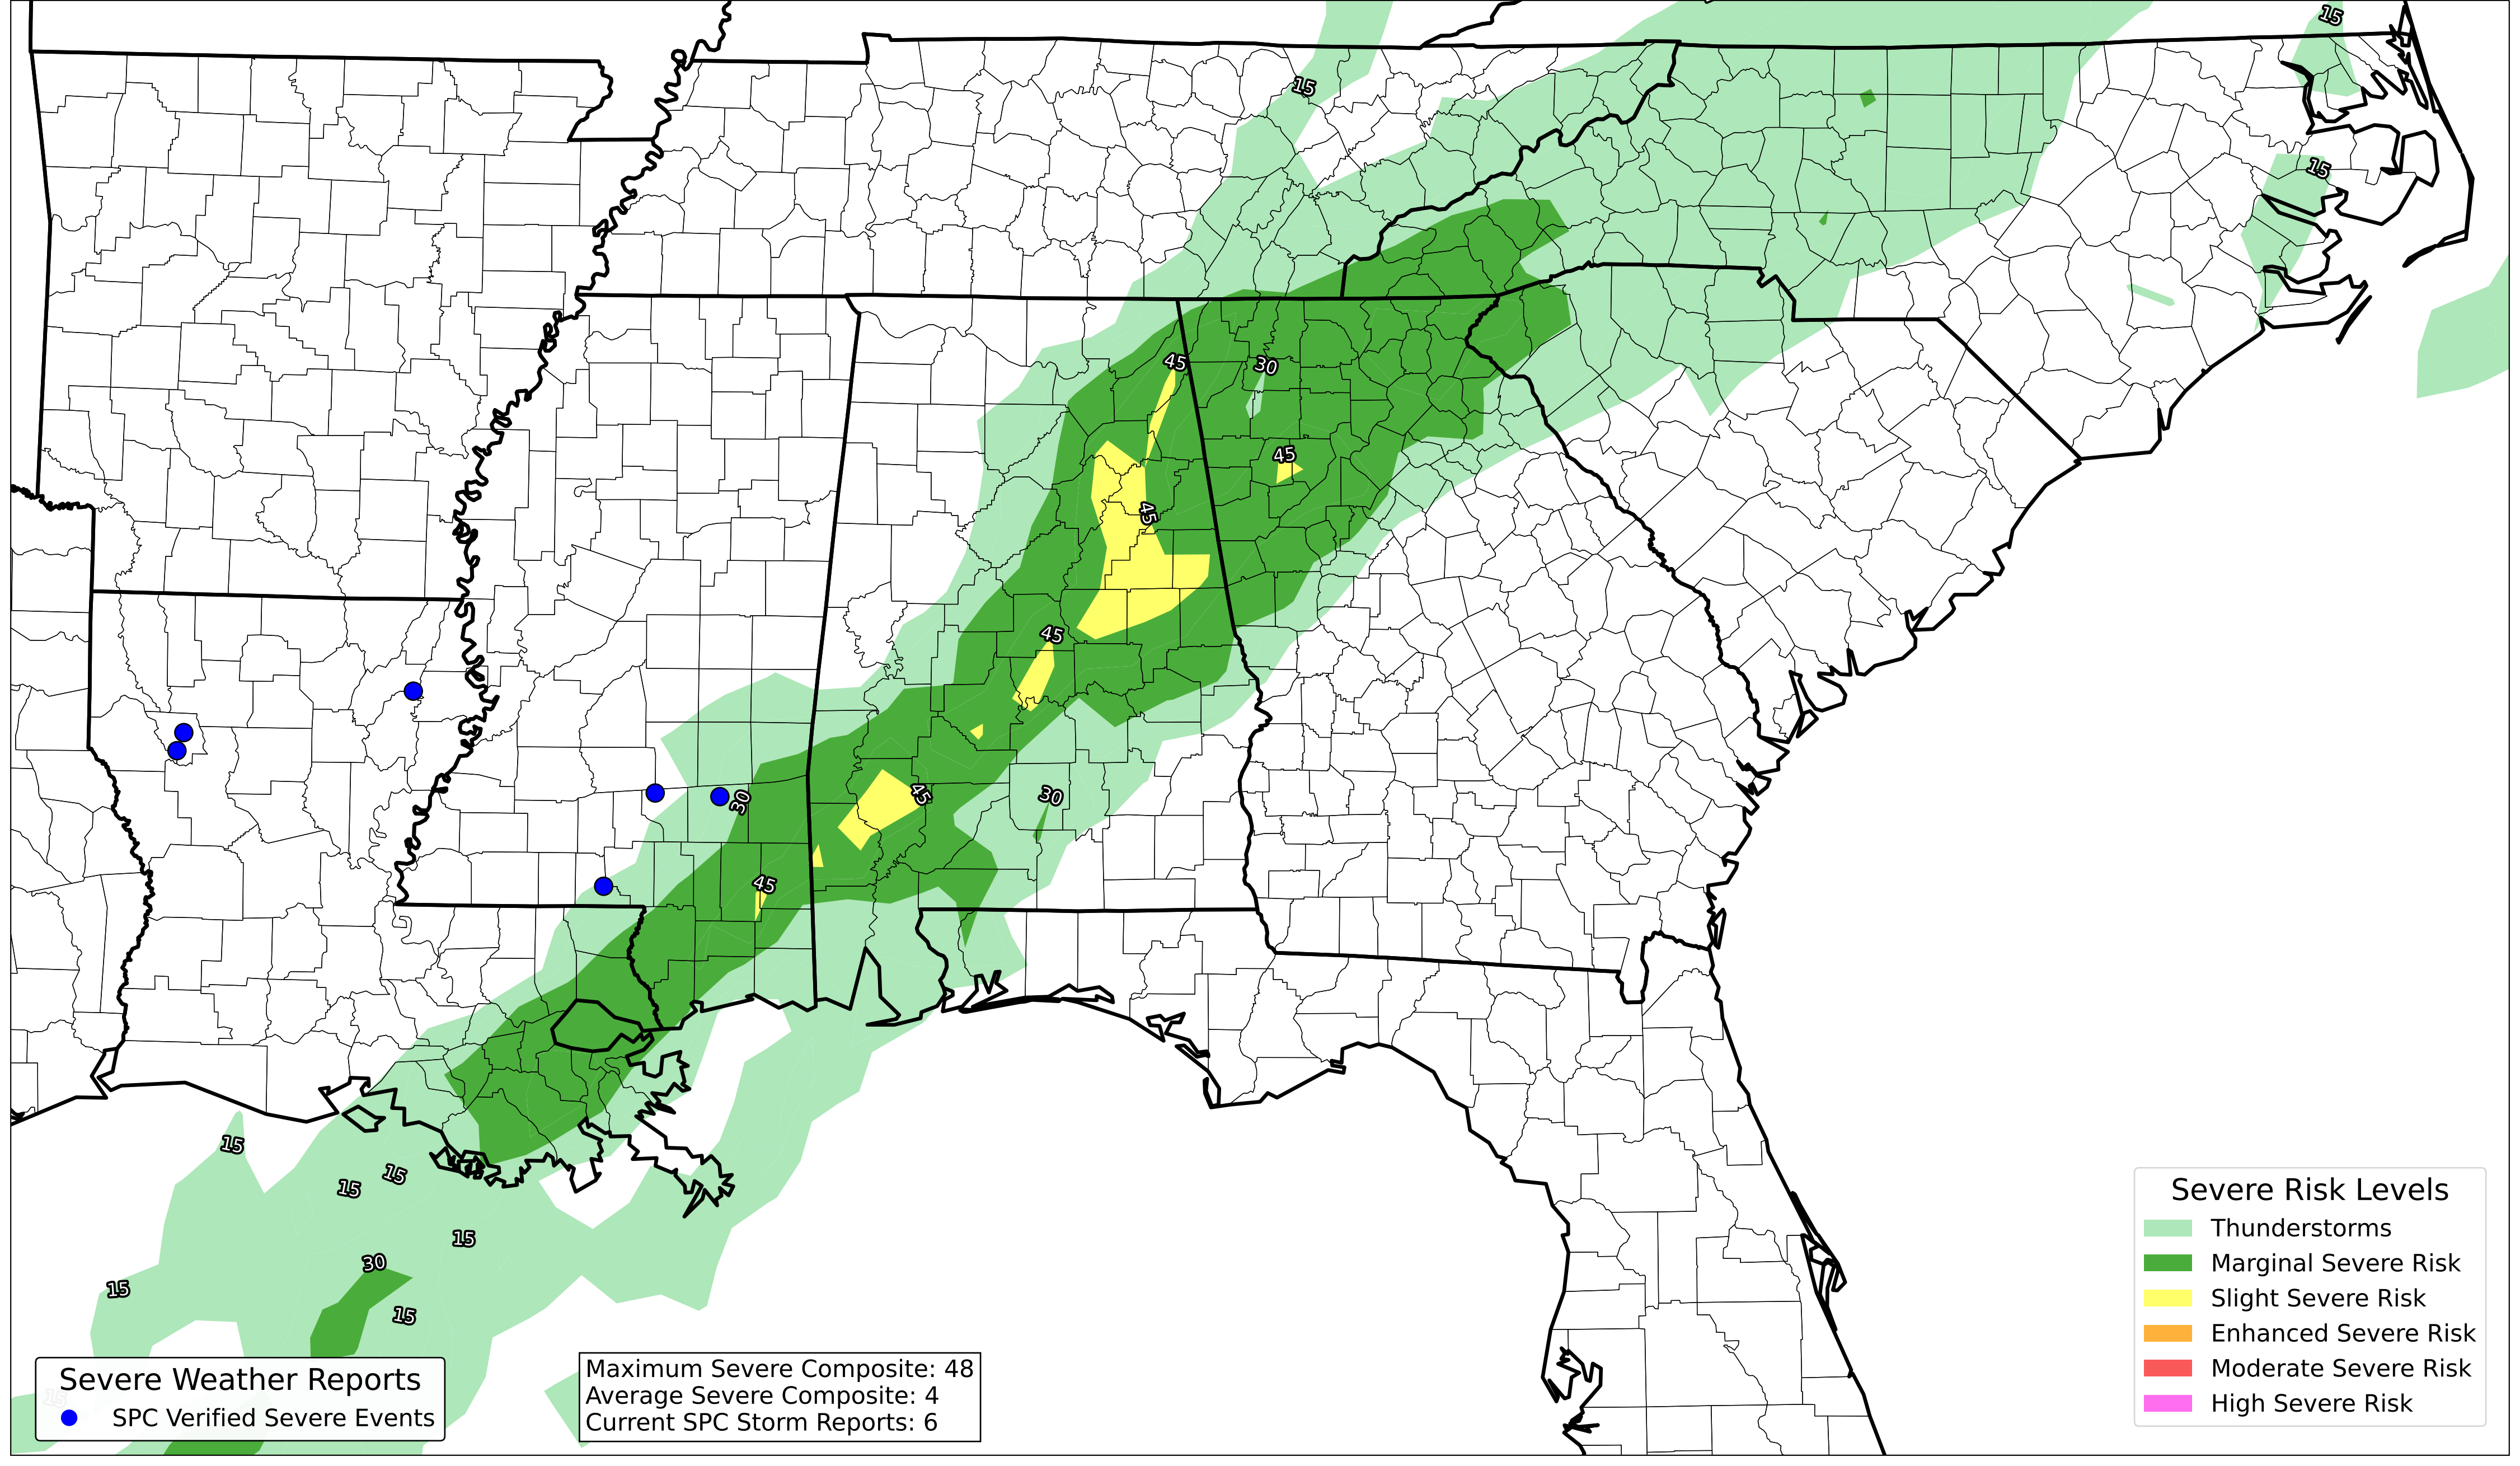 15
15
15
45
30
45
45
45
45
30
30
45
15
15
15
15
30
15
15
15
Severe Weather Reports
SPC Verified Severe Events
Maximum Severe Composite: 48
Average Severe Composite: 4
Current SPC Storm Reports: 6
Severe Risk Levels
Thunderstorms
Marginal Severe Risk
Slight Severe Risk
Enhanced Severe Risk
Moderate Severe Risk
High Severe Risk